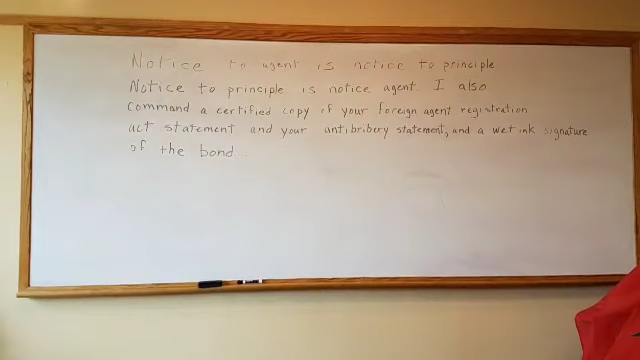 Notice to agent is notice to principle
Notice to principle is notice agent. I also
Command a certified copy of your foreign agent registration
act statement and your antibribery statement, and a wet ink signature
of the bond...